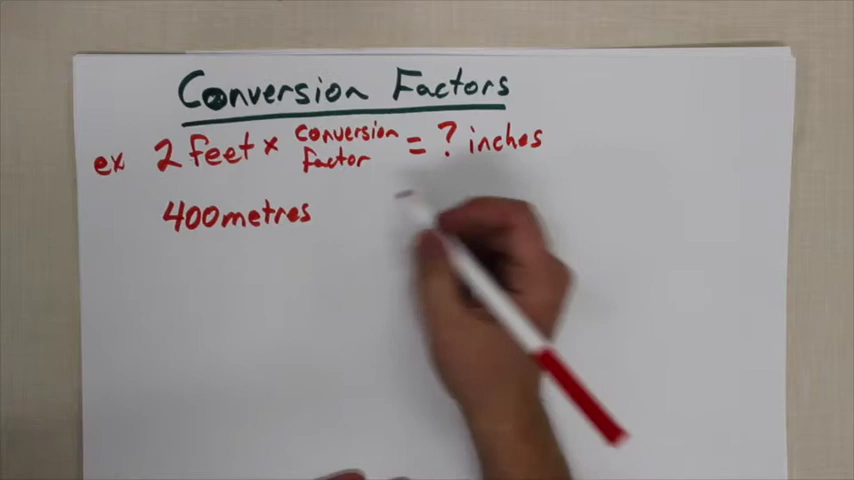 Conversion Factors
ex 2 feet × conversion factor = ? inches
400metres